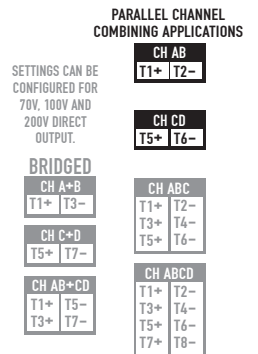 PARALLEL CHANNEL
COMBINING APPLICATIONS
CH AB
T1+ T2–
CH CD
T5+ T6–
SETTINGS CAN BE
CONFIGURED FOR
70V, 100V AND
200V DIRECT
OUTPUT.
BRIDGED
CH A+B
T1+ T3–
CH C+D
T5+ T7–
CH AB+CD
T1+ T5–
T3+ T7–
CH ABC
T1+ T2–
T3+ T4–
T5+ T6–
CH ABCD
T1+ T2–
T3+ T4–
T5+ T6–
T7+ T8–